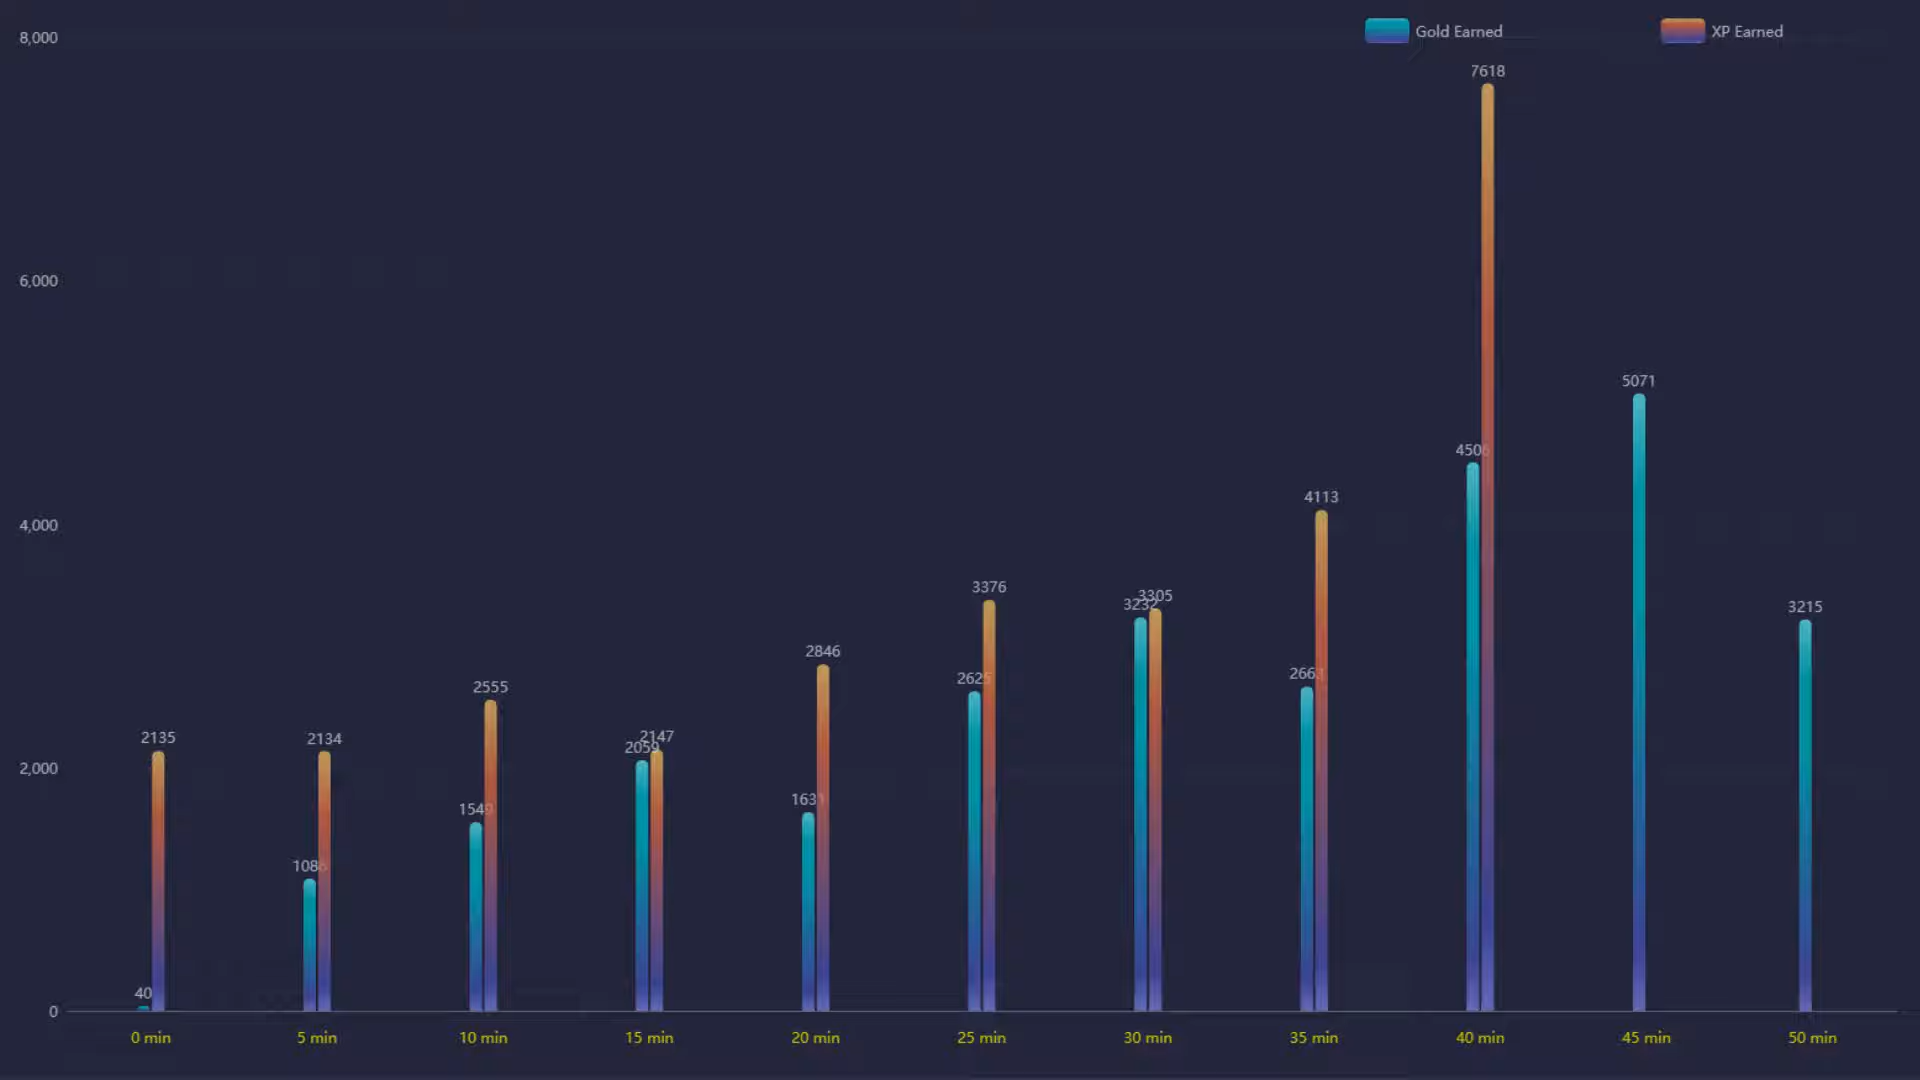 8,000
Gold Earned
XP Earned
7618
6,000
5071
4506
4,000
4113
3376
3232
3305
3215
2846
2625
2555
2663
2135
2134
2059
2147
2,000
1549
1631
1086
40
0
0 min
5 min
10 min
15 min
20 min
25 min
30 min
35 min
40 min
45 min
50 min